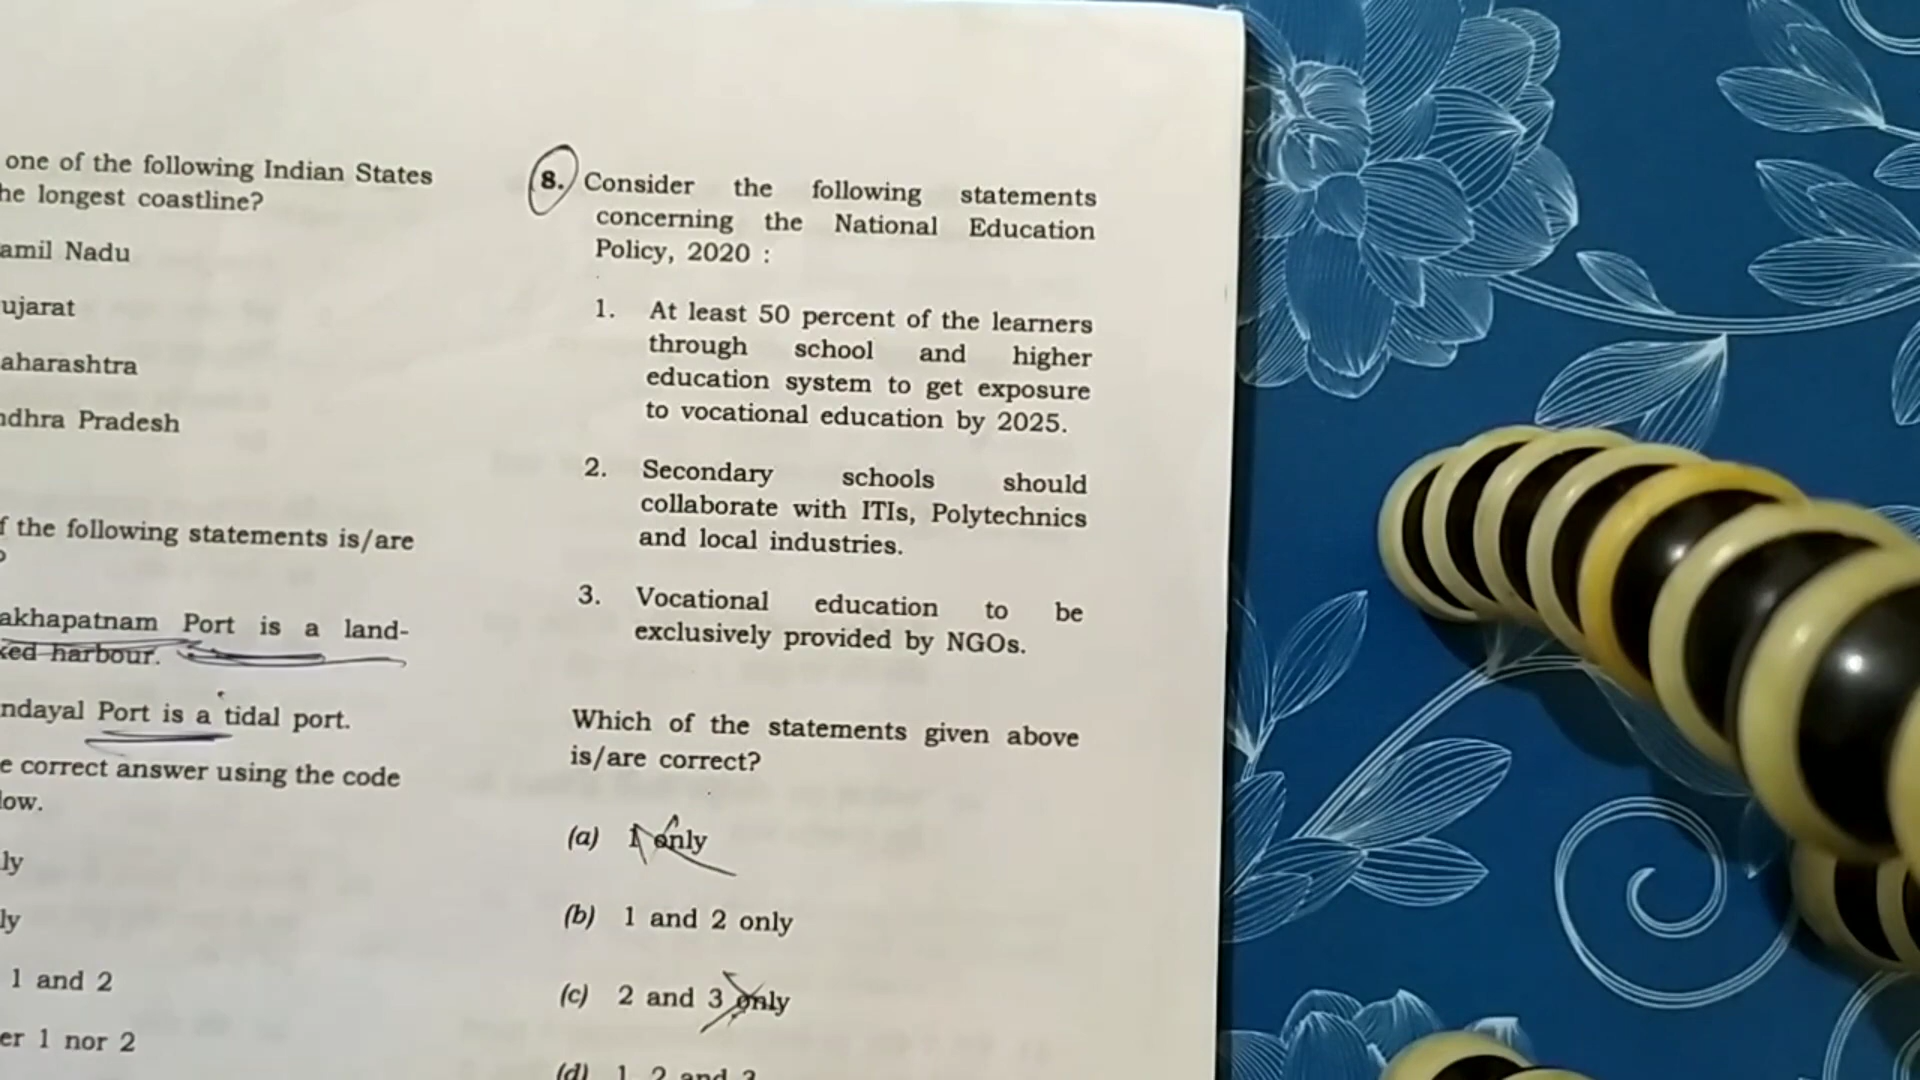 one of the following Indian States
he longest coastline?
amil Nadu
ujarat
aharashtra
ndhra Pradesh
f the following statements is/are
akhapatnam Port is a land-
ked harbour.
ndayal Port is a tidal port.
e correct answer using the code
low.
ly
ly
1 and 2
er 1 nor 2
8. Consider the following statements
concerning the National Education
Policy, 2020 :
1. At least 50 percent of the learners
through school and higher
education system to get exposure
to vocational education by 2025.
2. Secondary schools should
collaborate with ITIs, Polytechnics
and local industries.
3. Vocational education to be
exclusively provided by NGOs.
Which of the statements given above
is/are correct?
(a) 1 only
(b) 1 and 2 only
(c) 2 and 3 only
(d) 1, 2 and 3